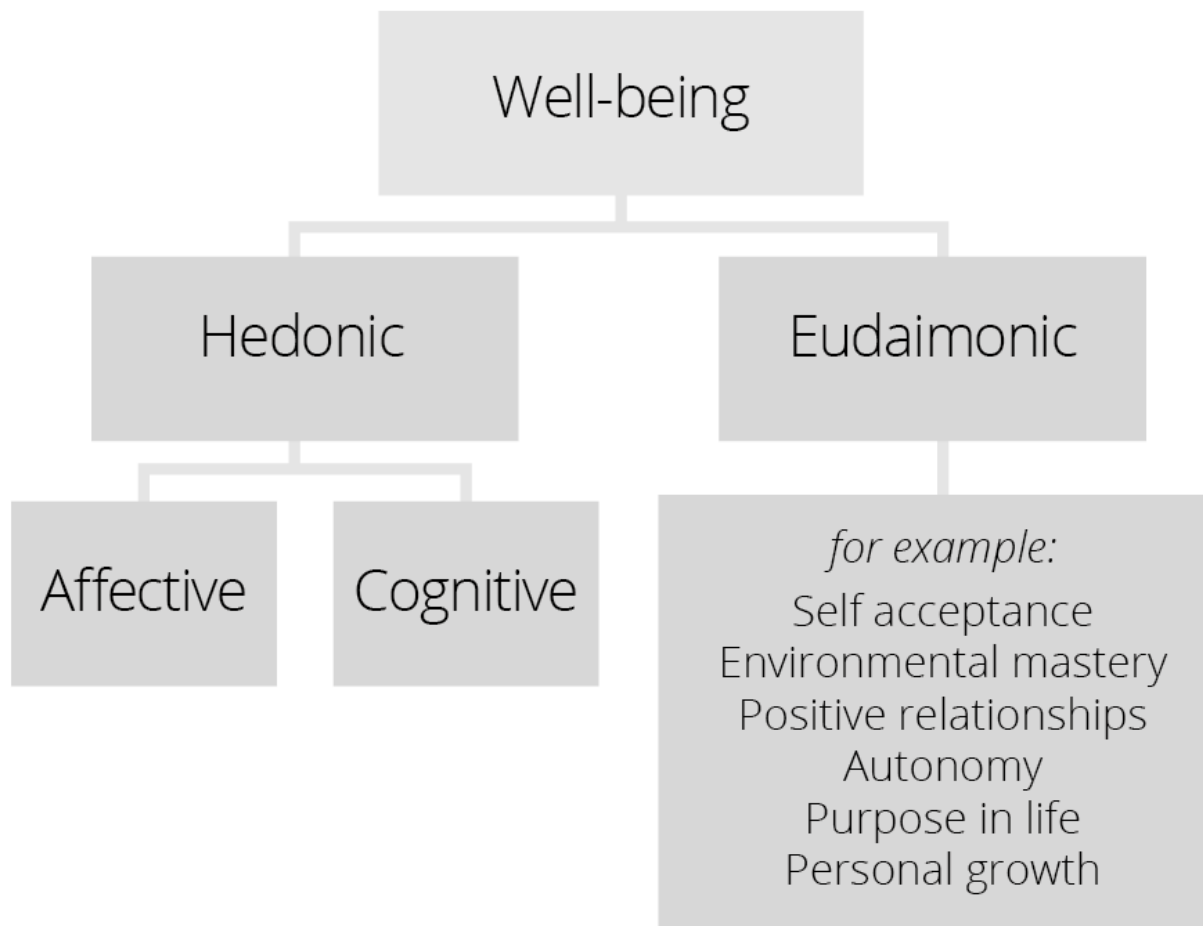 Well-being
Hedonic
Eudaimonic
Affective
Cognitive
for example:
Self acceptance
Environmental mastery
Positive relationships
Autonomy
Purpose in life
Personal growth